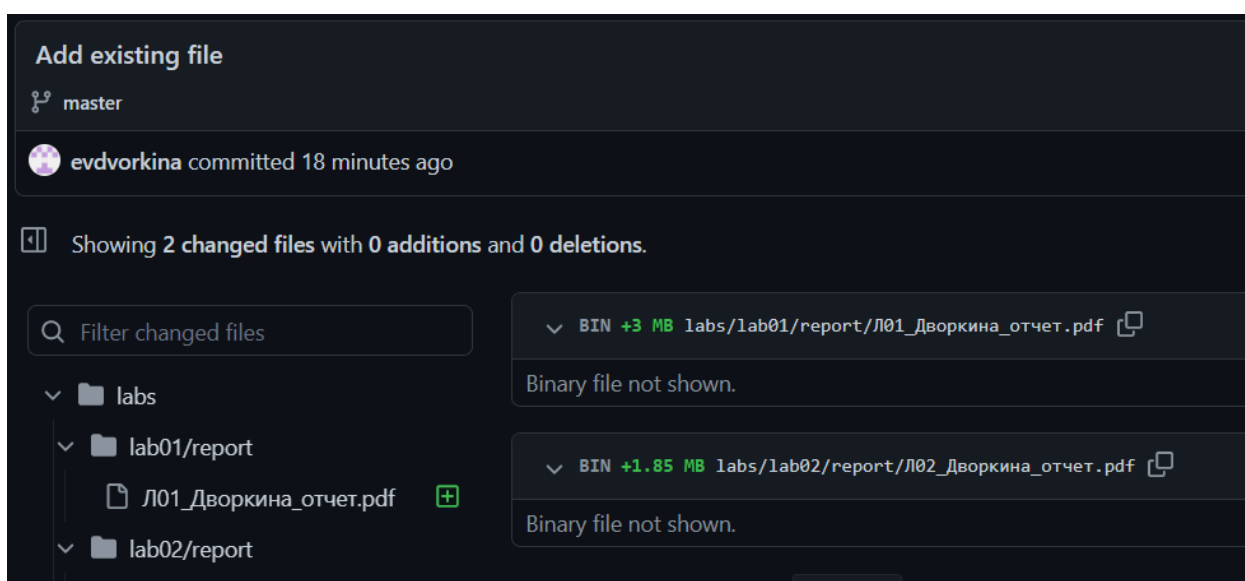 Add existing file
master
evdvorkina committed 18 minutes ago
Showing 2 changed files with 0 additions and 0 deletions.
Filter changed files
labs
lab01/report
Л01_Дворкина_отчет.pdf
lab02/report
BIN +3 MB labs/lab01/report/Л01_Дворкина_отчет.pdf
Binary file not shown.
BIN +1.85 MB labs/lab02/report/Л02_Дворкина_отчет.pdf
Binary file not shown.